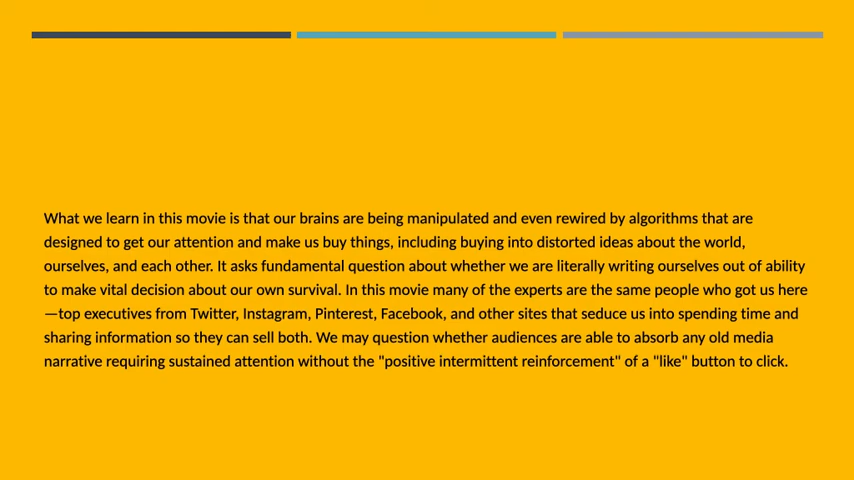 What we learn in this movie is that our brains are being manipulated and even rewired by algorithms that are
designed to get our attention and make us buy things, including buying into distorted ideas about the world,
ourselves, and each other. It asks fundamental question about whether we are literally writing ourselves out of ability
to make vital decision about our own survival. In this movie many of the experts are the same people who got us here
—top executives from Twitter, Instagram, Pinterest, Facebook, and other sites that seduce us into spending time and
sharing information so they can sell both. We may question whether audiences are able to absorb any old media
narrative requiring sustained attention without the "positive intermittent reinforcement" of a "like" button to click.